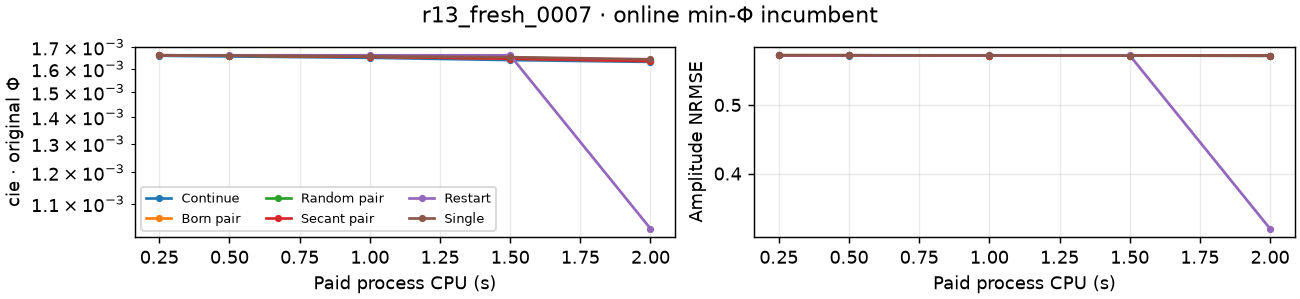 r13_fresh_0007 · online min-Φ incumbent
cie · original Φ
1.7 × 10⁻³
1.6 × 10⁻³
1.5 × 10⁻³
1.4 × 10⁻³
1.3 × 10⁻³
1.2 × 10⁻³
1.1 × 10⁻³
Continue
Born pair
Random pair
Secant pair
Restart
Single
0.25 0.50 0.75 1.00 1.25 1.50 1.75 2.00
Paid process CPU (s)
Amplitude NRMSE
0.5
0.4
0.25 0.50 0.75 1.00 1.25 1.50 1.75 2.00
Paid process CPU (s)